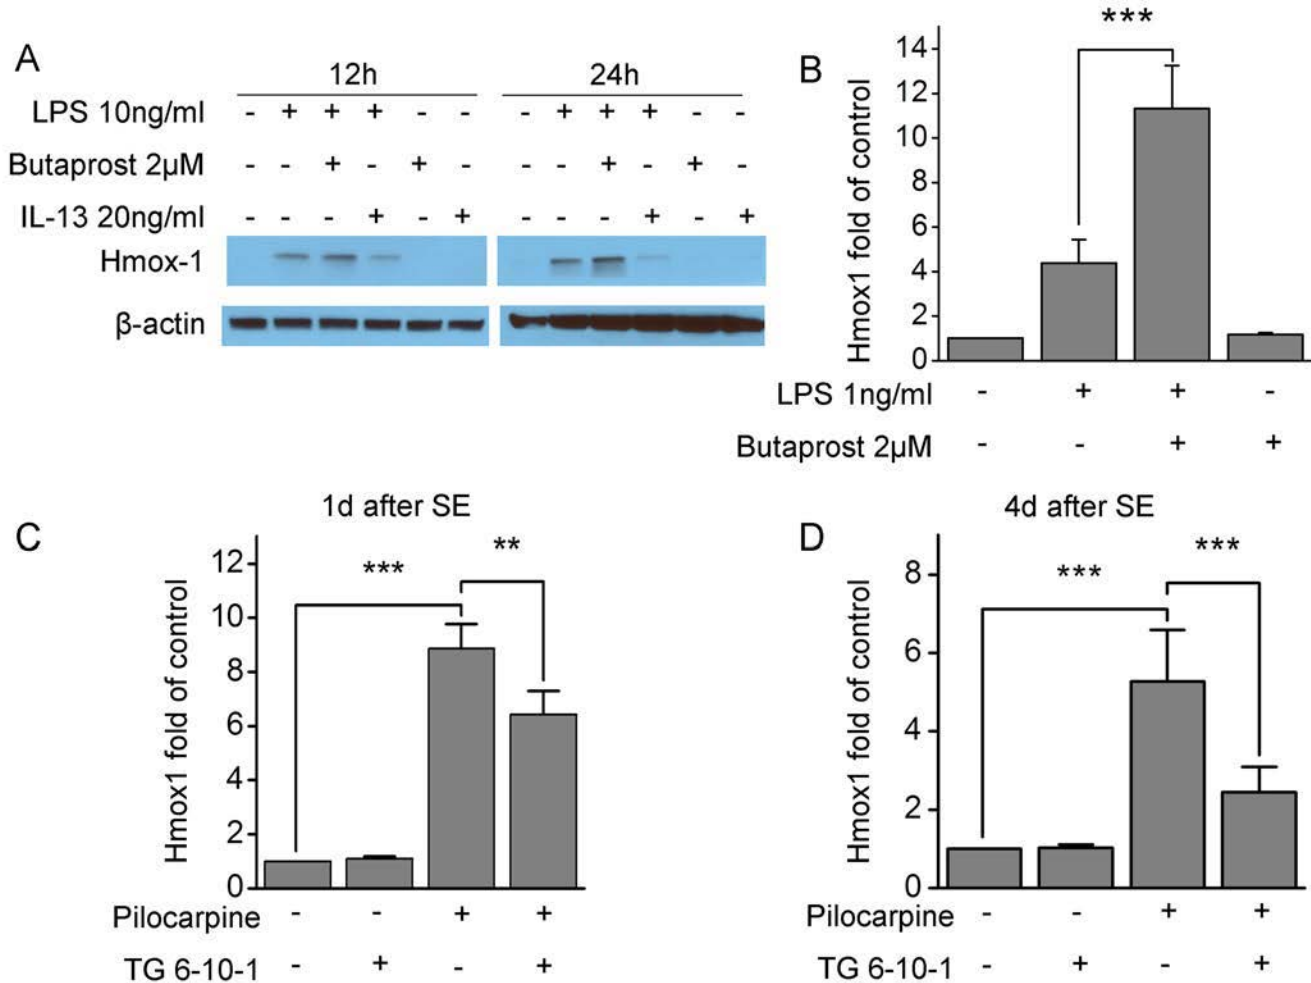 A
12h 24h
LPS 10ng/ml - + + + - - - + + + - -
Butaprost 2µM - - + - + - - - + - + -
IL-13 20ng/ml - - - + - + - - - + - +
Hmox-1
β-actin
B
***
Hmox1 fold of control
14
12
10
8
6
4
2
0
LPS 1ng/ml - + + -
Butaprost 2µM - - + +
C
1d after SE
***
**
Hmox1 fold of control
12
10
8
6
4
2
0
Pilocarpine - - + +
TG 6-10-1 - + - +
D
4d after SE
***
***
Hmox1 fold of control
8
6
4
2
0
Pilocarpine - - + +
TG 6-10-1 - + - +